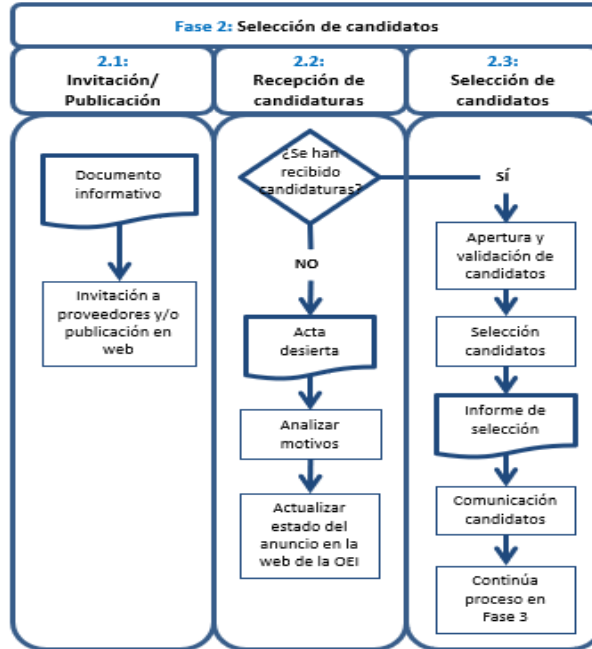 Fase 2: Selección de candidatos
2.1:
Invitación/
Publicación
2.2:
Recepción de
candidaturas
2.3:
Selección de
candidatos
Documento
informativo
Invitación a
proveedores y/o
publicación en
web
¿Se han
recibido
candidaturas?
NO
Acta
desierta
Analizar
motivos
Actualizar
estado del
anuncio en la
web de la OEI
SÍ
Apertura y
validación de
candidatos
Selección
candidatos
Informe de
selección
Comunicación
candidatos
Continúa
proceso en
Fase 3